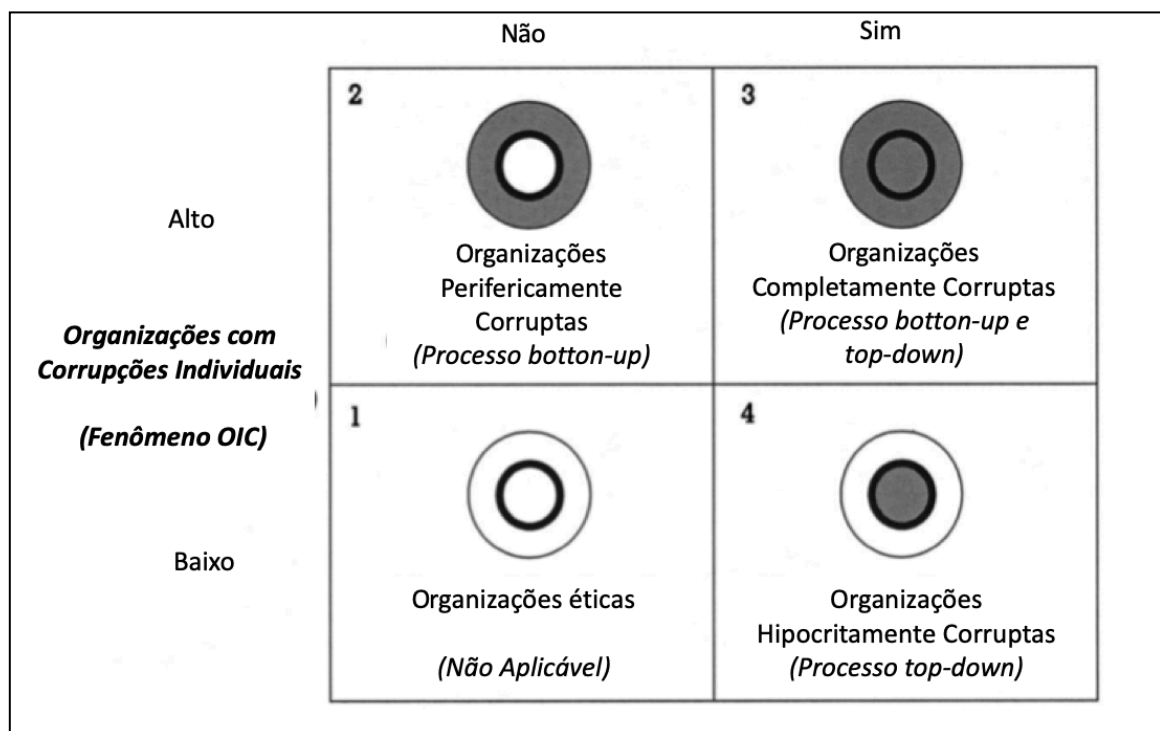 Não
Sim
2
3
Alto
Organizações
Perifericamente
Corruptas
(Processo botton-up)
Organizações
Completamente Corruptas
(Processo botton-up e
top-down)
Organizações com
Corrupções Individuais
(Fenômeno OIC)
1
4
Baixo
Organizações éticas
(Não Aplicável)
Organizações
Hipocritamente Corruptas
(Processo top-down)